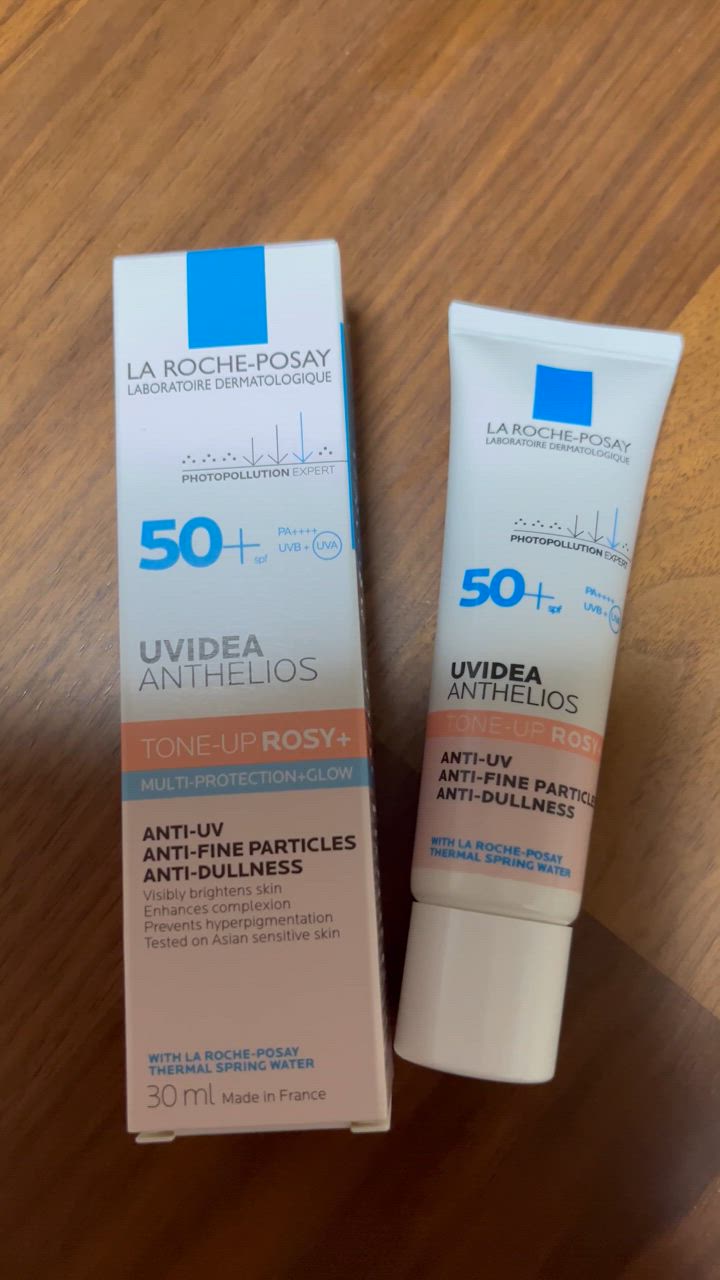 LA ROCHE-POSAY
LABORATOIRE DERMATOLOGIQUE
PHOTOPOLLUTION EXPERT
50+ spf
PA++++
UVB + UVA
UVIDEA
ANTHELIOS
TONE-UP ROSY+
MULTI-PROTECTION+GLOW
ANTI-UV
ANTI-FINE PARTICLES
ANTI-DULLNESS
Visibly brightens skin
Enhances complexion
Prevents hyperpigmentation
Tested on Asian sensitive skin
WITH LA ROCHE-POSAY
THERMAL SPRING WATER
30 ml Made in France
LA ROCHE-POSAY
LABORATOIRE DERMATOLOGIQUE
PHOTOPOLLUTION EXPERT
50+ spf
PA++++
UVB + UVA
UVIDEA
ANTHELIOS
TONE-UP ROSY+
ANTI-UV
ANTI-FINE PARTICLE
ANTI-DULLNESS
WITH LA ROCHE-POSAY
THERMAL SPRING WATER